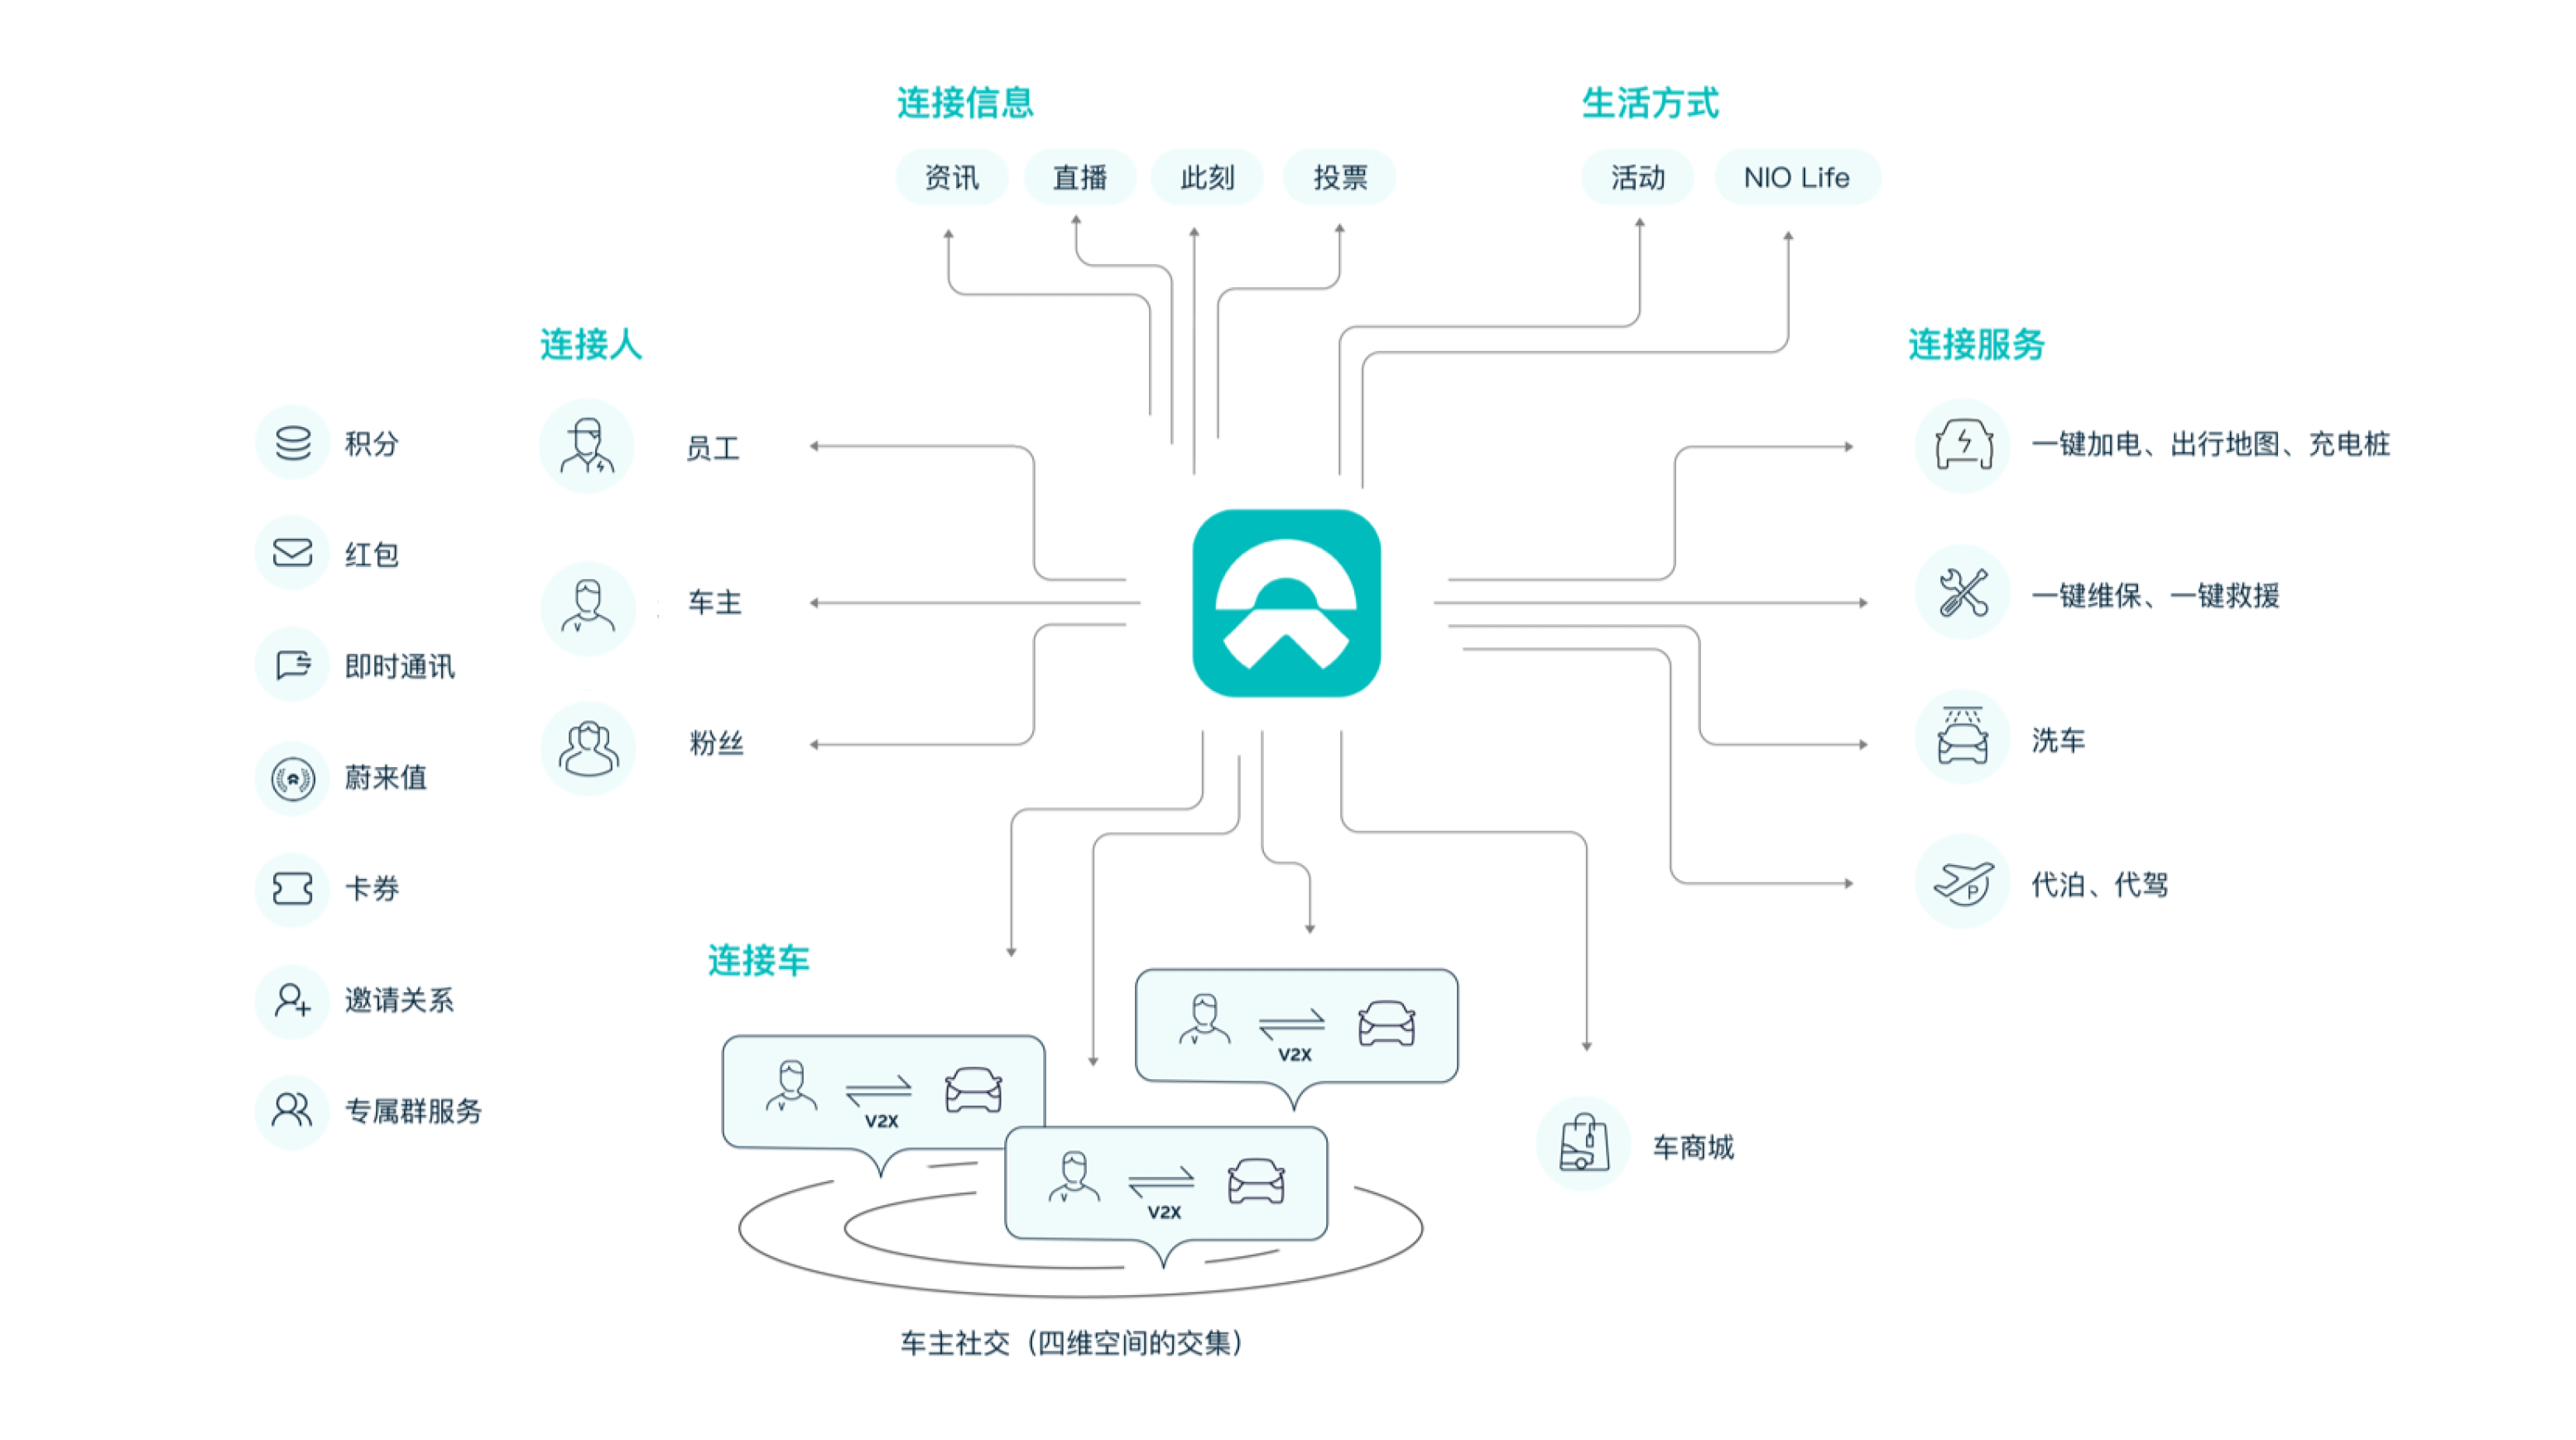 连接信息
资讯
直播
此刻
投票
生活方式
活动
NIO Life
连接人
员工
车主
粉丝
积分
红包
即时通讯
蔚来值
卡券
邀请关系
专属群服务
连接服务
一键加电、出行地图、充电桩
一键维保、一键救援
洗车
代泊、代驾
P
连接车
V2X
V2X
V2X
车商城
车主社交（四维空间的交集）